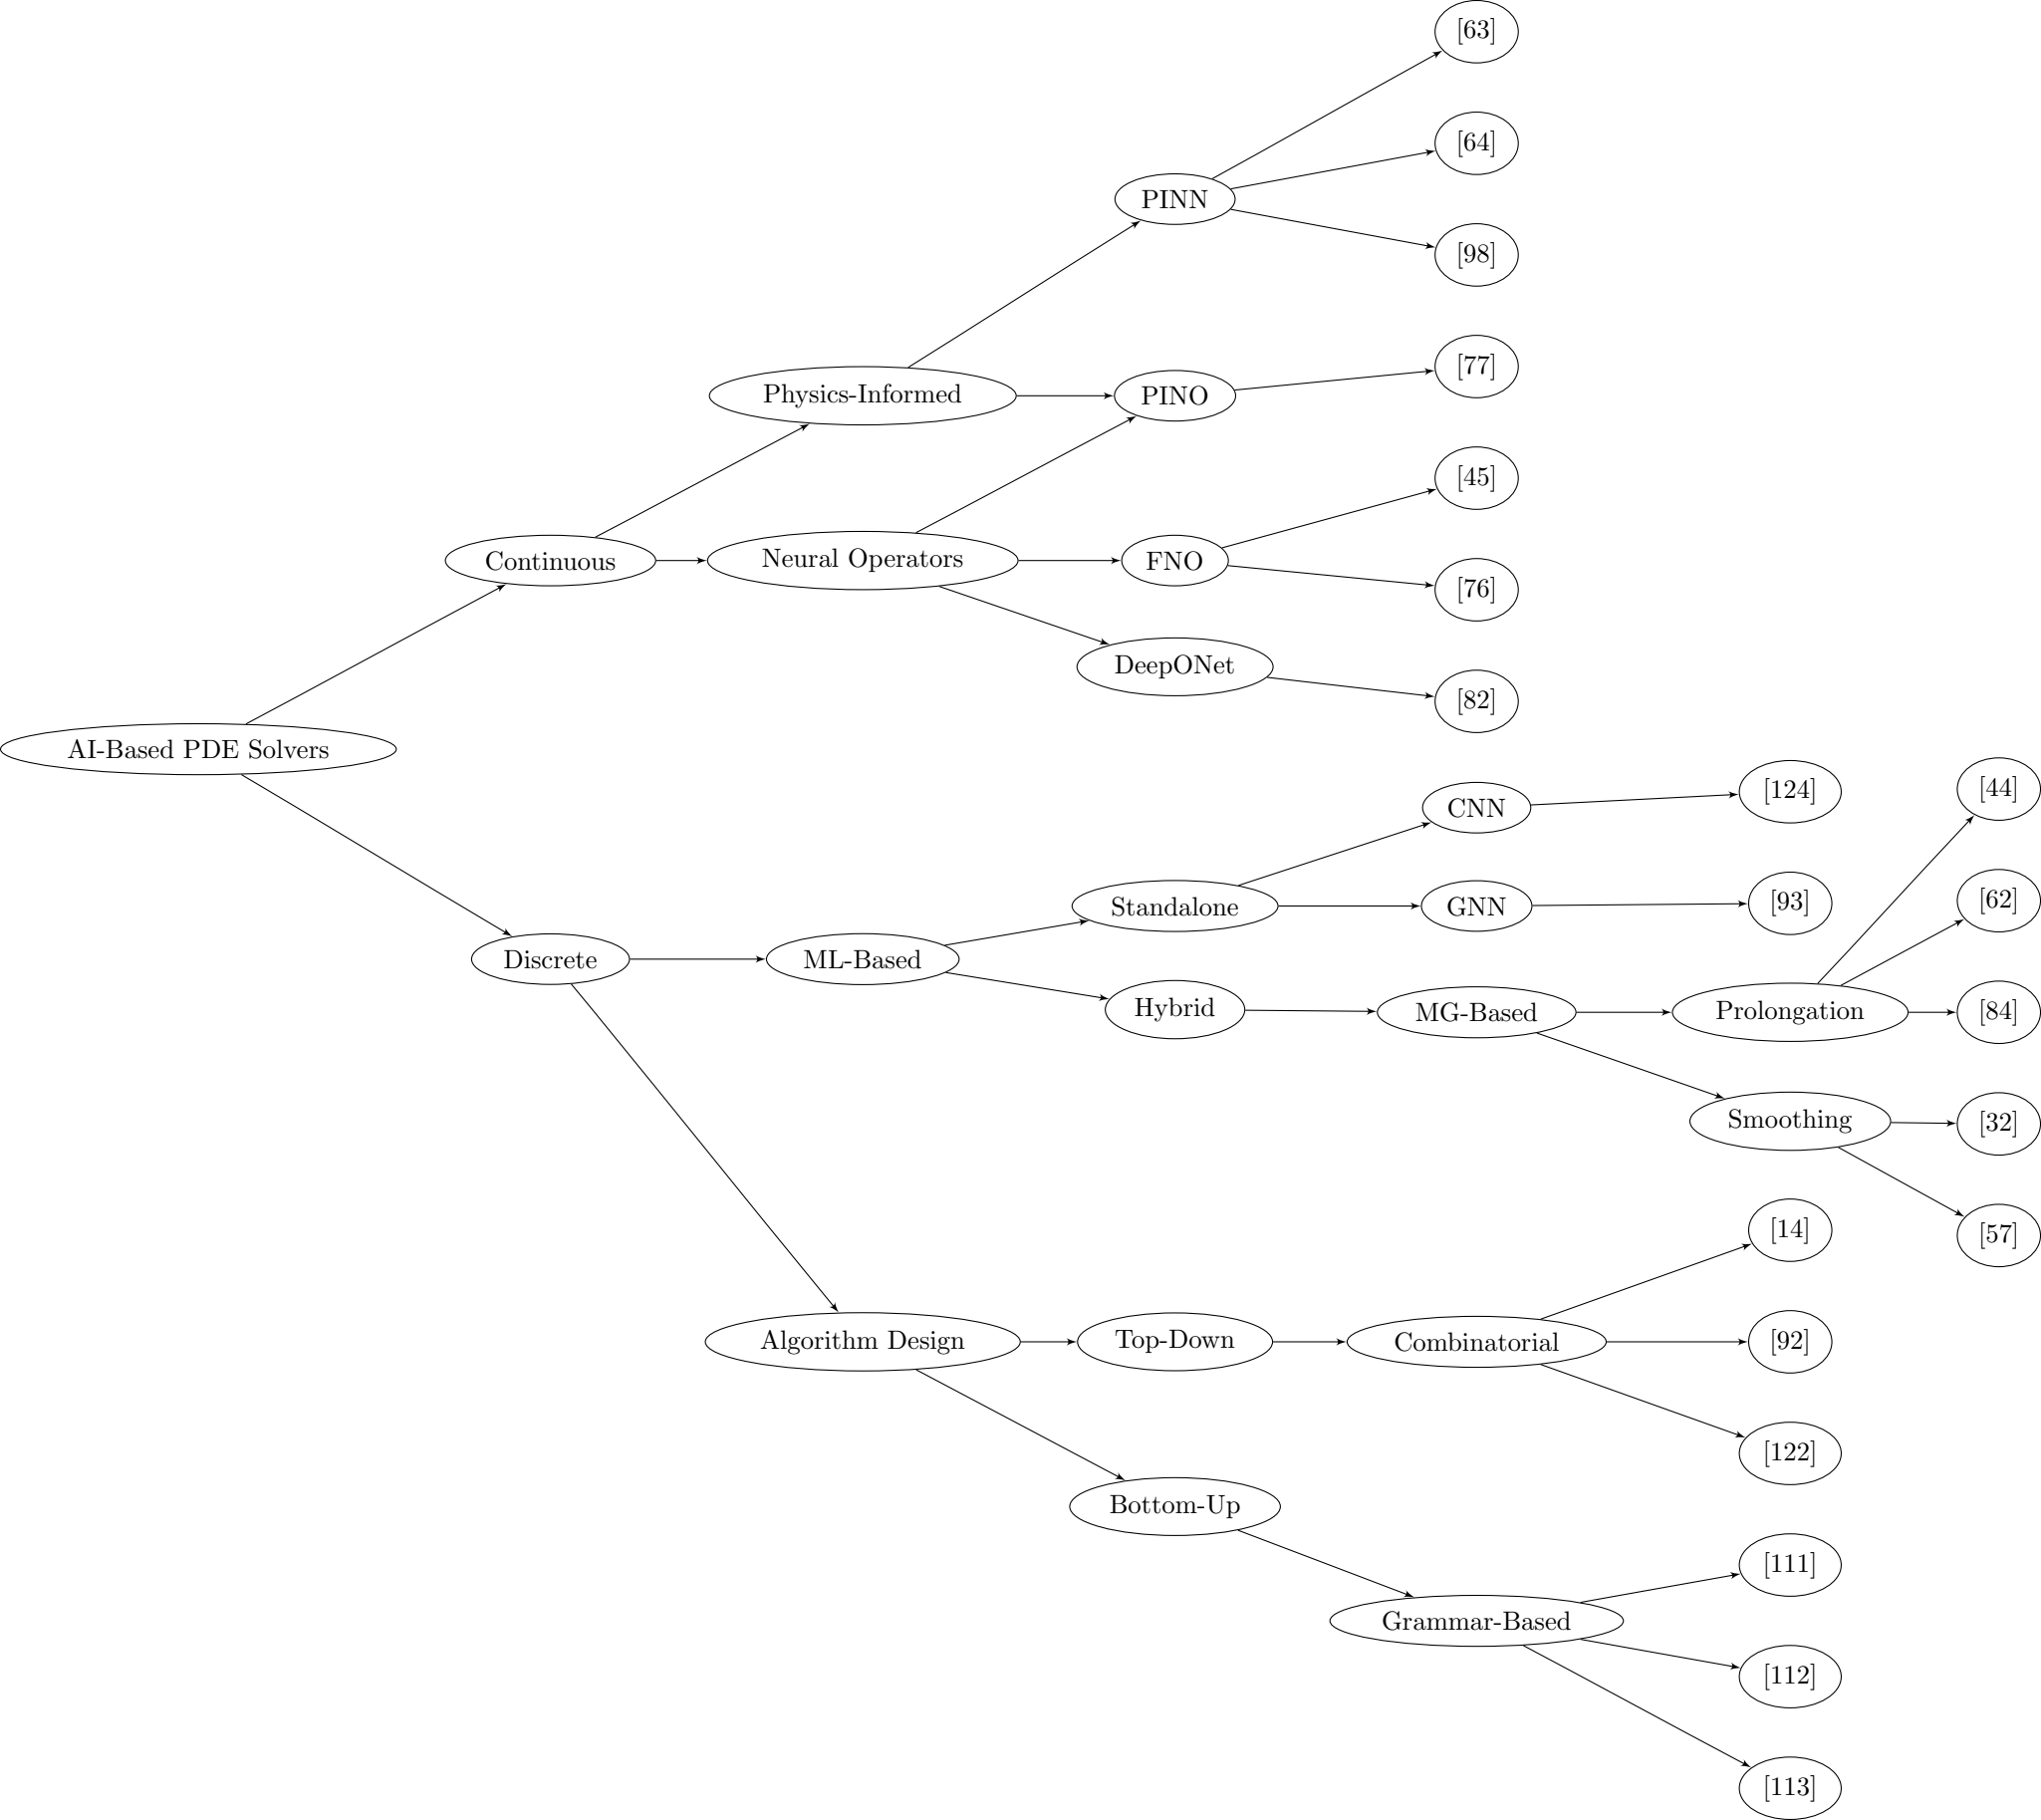 [63]
[64]
PINN
[98]
[77]
Physics-Informed
PINO
[45]
Continuous
Neural Operators
FNO
[76]
DeepONet
[82]
AI-Based PDE Solvers
CNN
[124]
[44]
Standalone
GNN
[93]
[62]
Discrete
ML-Based
Hybrid
MG-Based
Prolongation
[84]
Smoothing
[32]
[14]
[57]
Algorithm Design
Top-Down
Combinatorial
[92]
[122]
Bottom-Up
[111]
Grammar-Based
[112]
[113]